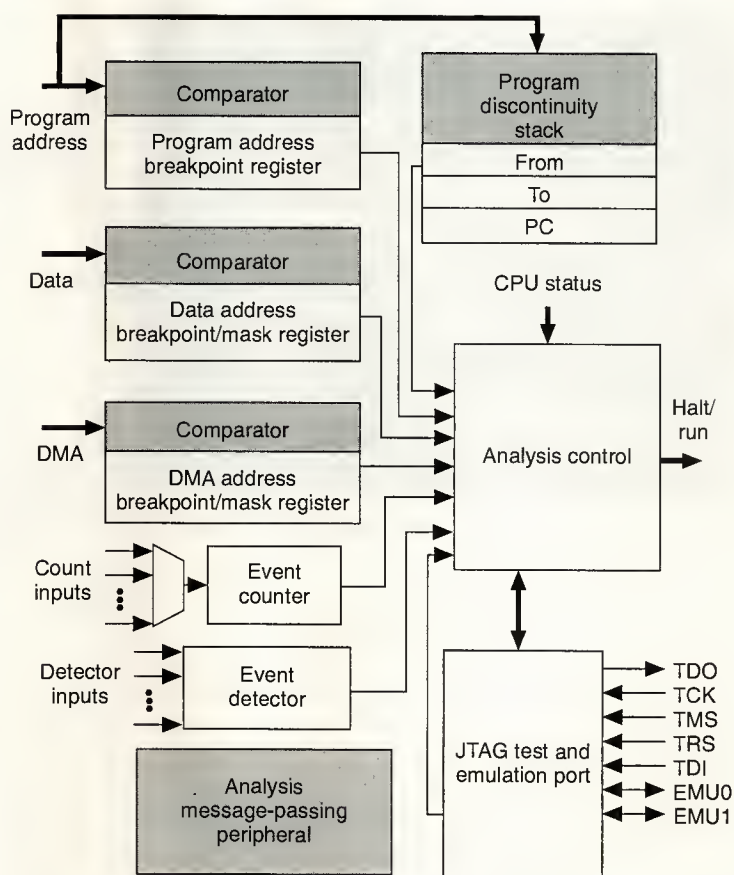 Program
address
Comparator
Program address
breakpoint register
Program
discontinuity
stack
From
To
PC
Data
Comparator
Data address
breakpoint/mask register
CPU status
DMA
Comparator
DMA address
breakpoint/mask register
Analysis control
Halt/
run
Count
inputs
Event
counter
Detector
inputs
Event
detector
Analysis
message-passing
peripheral
JTAG test and
emulation port
TDO
TCK
TMS
TRS
TDI
EMU0
EMU1